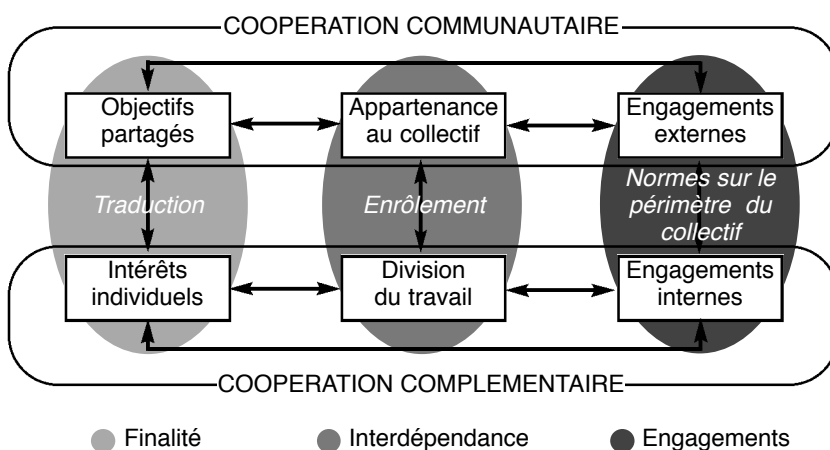 COOPERATION COMMUNAUTAIRE
Objectifs
partagés
Appartenance
au collectif
Engagements
externes
Traduction
Enrôlement
Normes sur le
périmètre du
collectif
Intérêts
individuels
Division
du travail
Engagements
internes
COOPERATION COMPLEMENTAIRE
Finalité
Interdépendance
Engagements